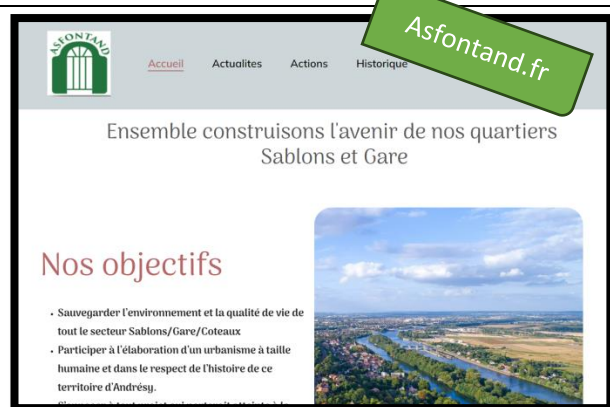 Asfontand.fr
ASFONTAND
Accueil Actualites Actions Historique
Ensemble construisons l'avenir de nos quartiers
Sablons et Gare
Nos objectifs
• Sauvegarder l'environnement et la qualité de vie de
tout le secteur Sablons/Gare/Coteaux
• Participer à l'élaboration d'un urbanisme à taille
humaine et dans le respect de l'histoire de ce
territoire d'Andrésy.